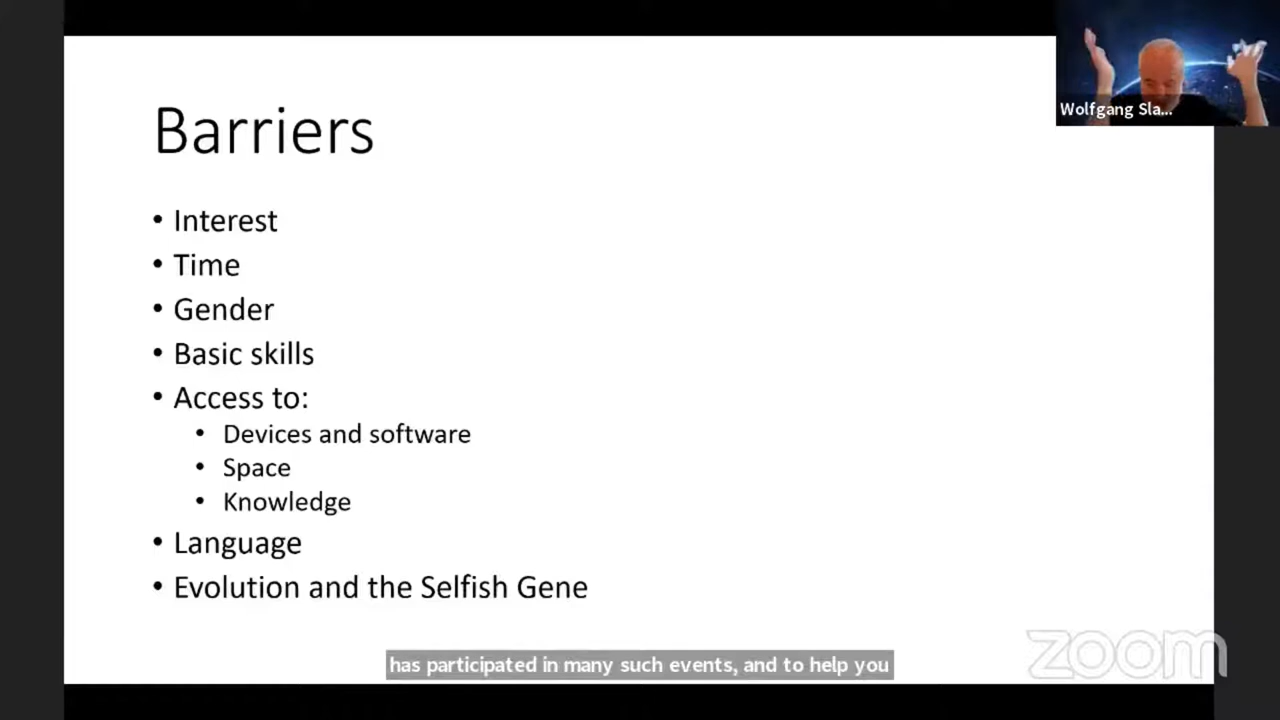 Wolfgang Sla...
Barriers
• Interest
• Time
• Gender
• Basic skills
• Access to:
• Devices and software
• Space
• Knowledge
• Language
• Evolution and the Selfish Gene
has participated in many such events, and to help you
zoom